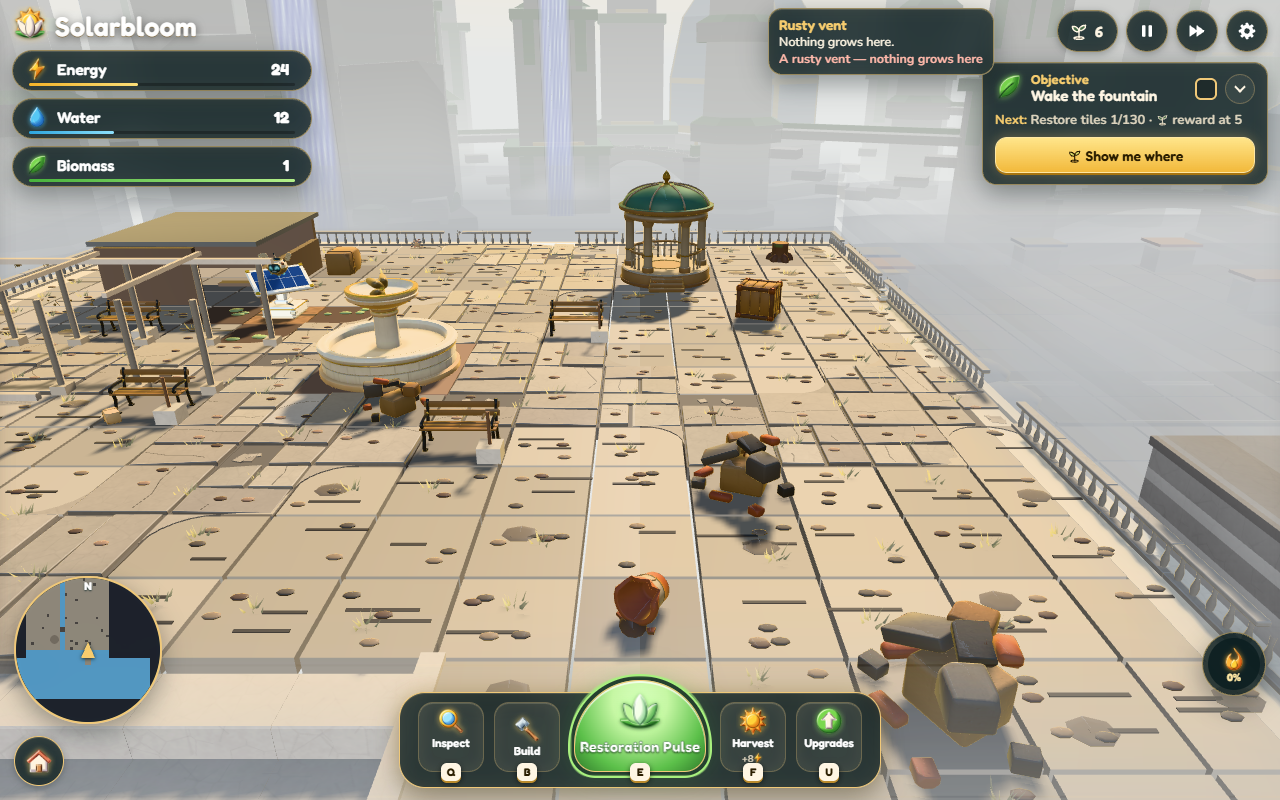 Solarbloom
Energy 24
Water 12
Biomass 1
Rusty vent
Nothing grows here.
A rusty vent — nothing grows here
6
Objective
Wake the fountain
Next: Restore tiles 1/130 · reward at 5
Show me where
N
0%
Inspect
Q
Build
B
Restoration Pulse
E
Harvest
+8
F
Upgrades
U